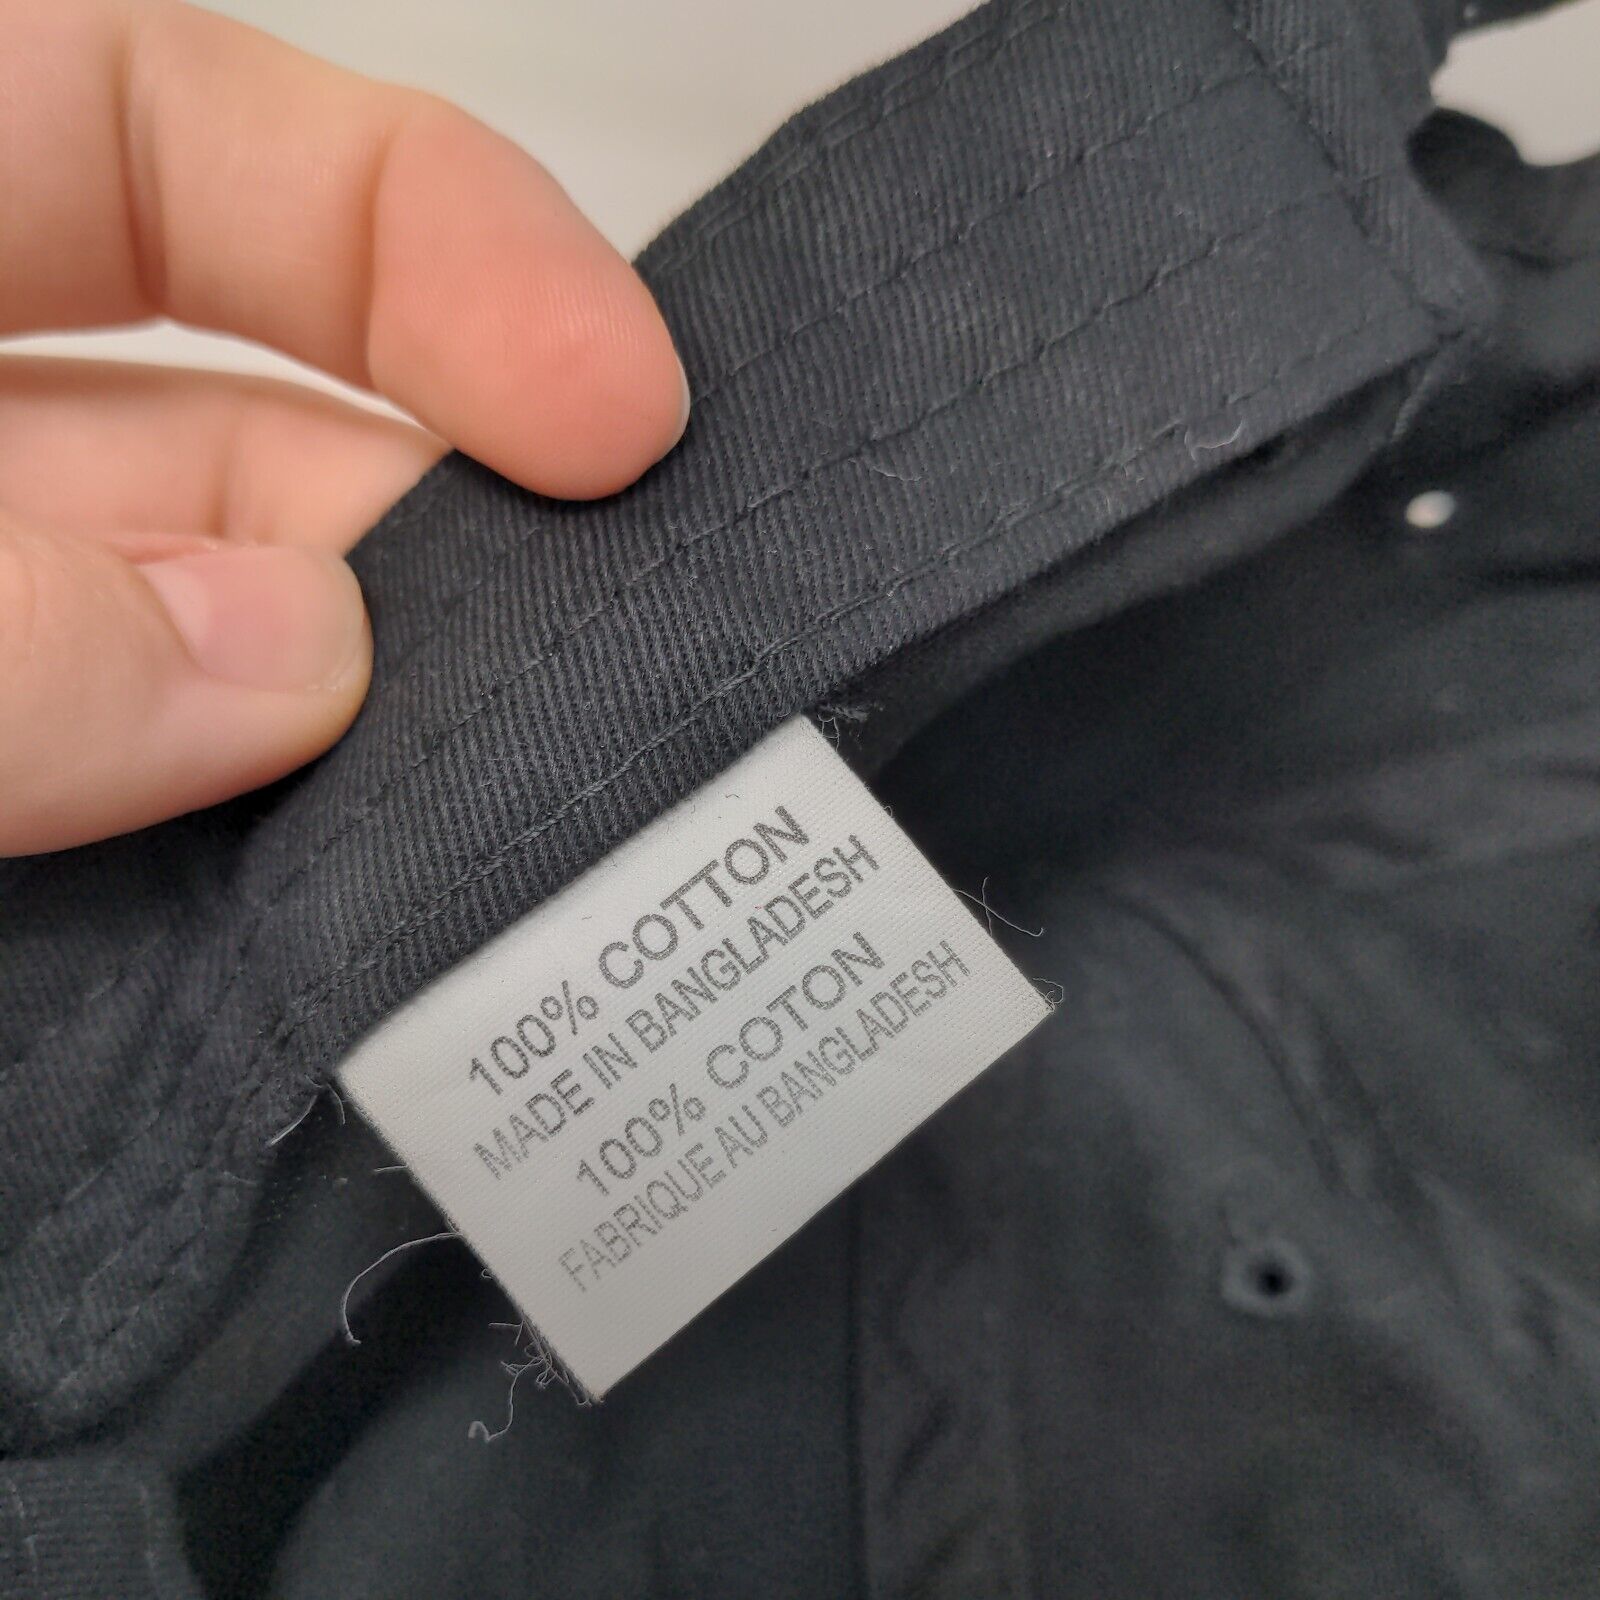 100% COTTON
MADE IN BANGLADESH
100% COTON
FABRIQUE AU BANGLADESH